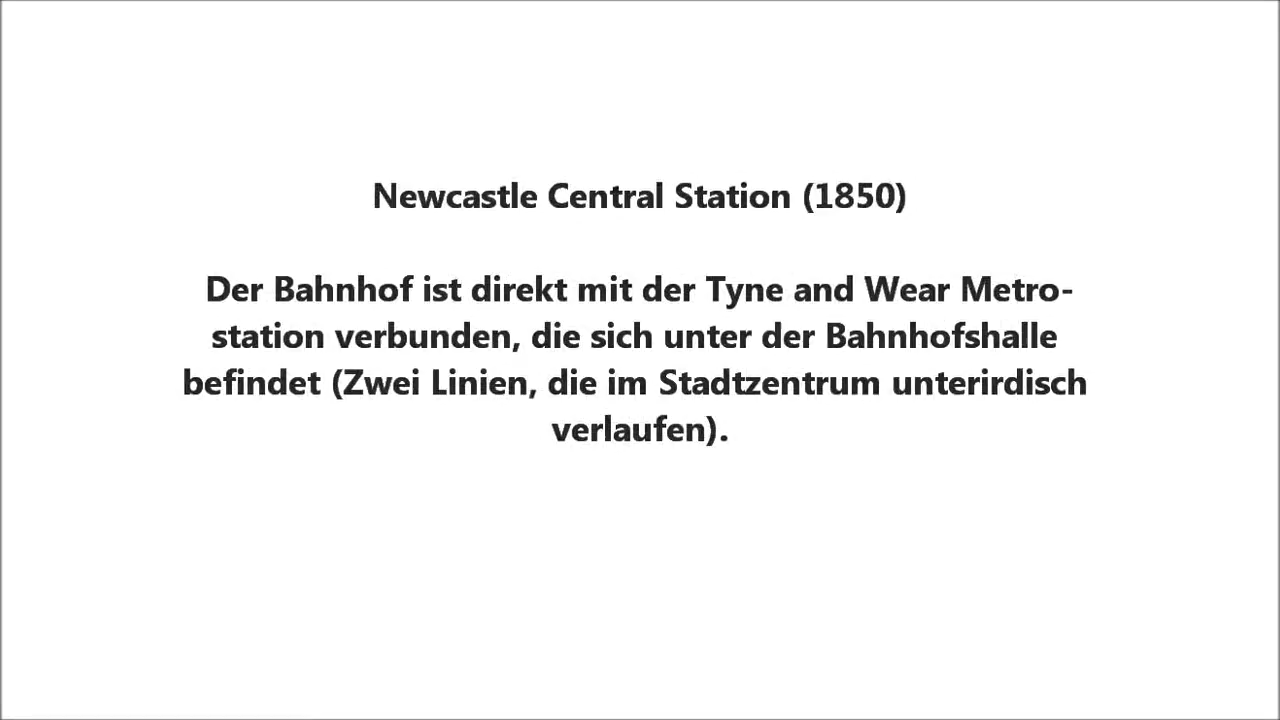 Newcastle Central Station (1850)
Der Bahnhof ist direkt mit der Tyne and Wear Metro-
station verbunden, die sich unter der Bahnhofshalle
befindet (Zwei Linien, die im Stadtzentrum unterirdisch
verlaufen).